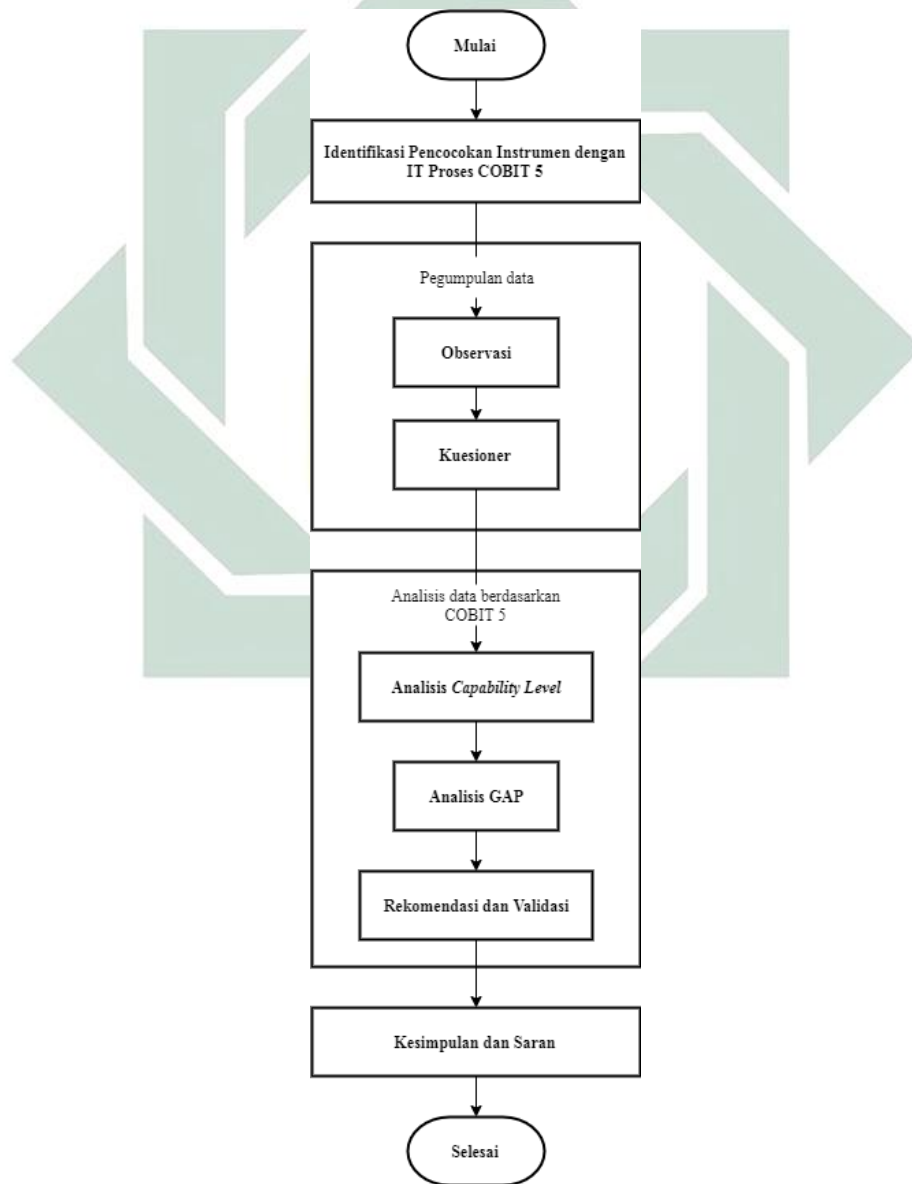 Mulai
Identifikasi Pencocokan Instrumen dengan
IT Proses COBIT 5
Pegumpulan data
Observasi
Kuesioner
Analisis data berdasarkan
COBIT 5
Analisis Capability Level
Analisis GAP
Rekomendasi dan Validasi
Kesimpulan dan Saran
Selesai